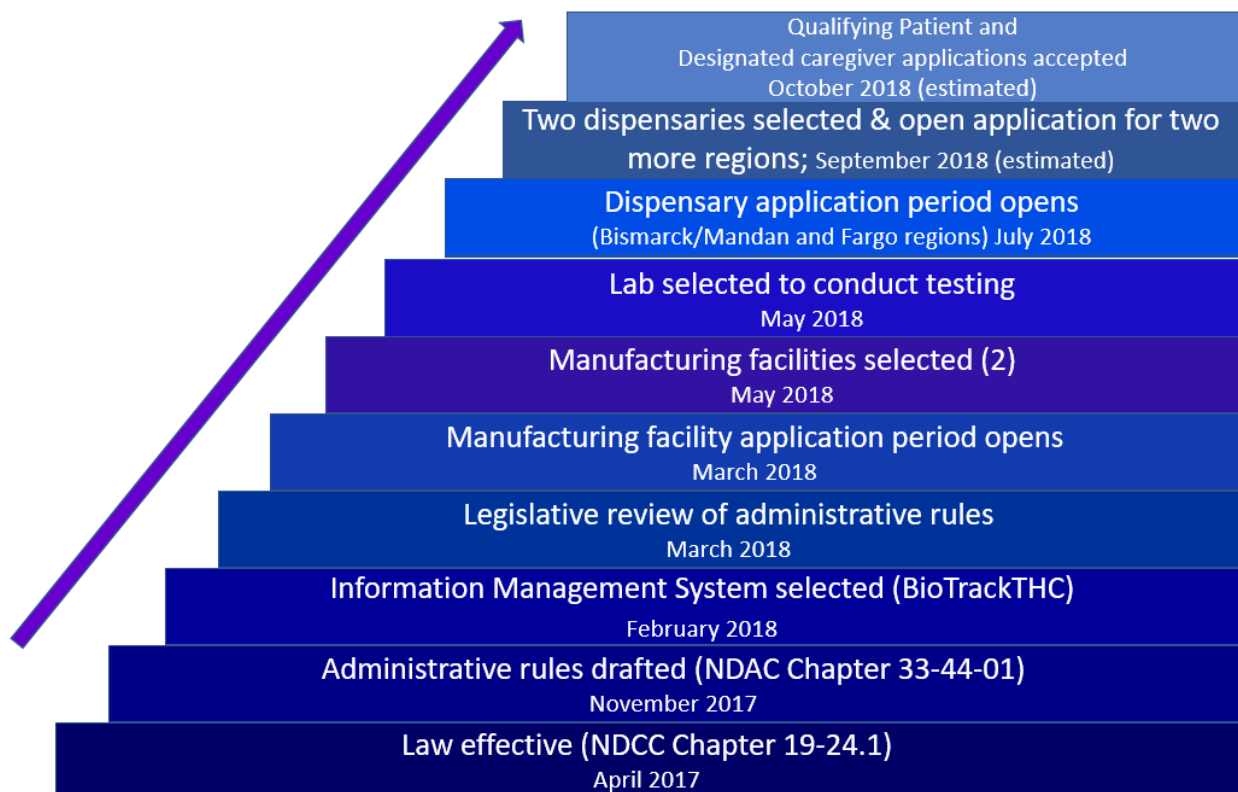 Qualifying Patient and
Designated caregiver applications accepted
October 2018 (estimated)
Two dispensaries selected & open application for two
more regions; September 2018 (estimated)
Dispensary application period opens
(Bismarck/Mandan and Fargo regions) July 2018
Lab selected to conduct testing
May 2018
Manufacturing facilities selected (2)
May 2018
Manufacturing facility application period opens
March 2018
Legislative review of administrative rules
March 2018
Information Management System selected (BioTrackTHC)
February 2018
Administrative rules drafted (NDAC Chapter 33-44-01)
November 2017
Law effective (NDCC Chapter 19-24.1)
April 2017